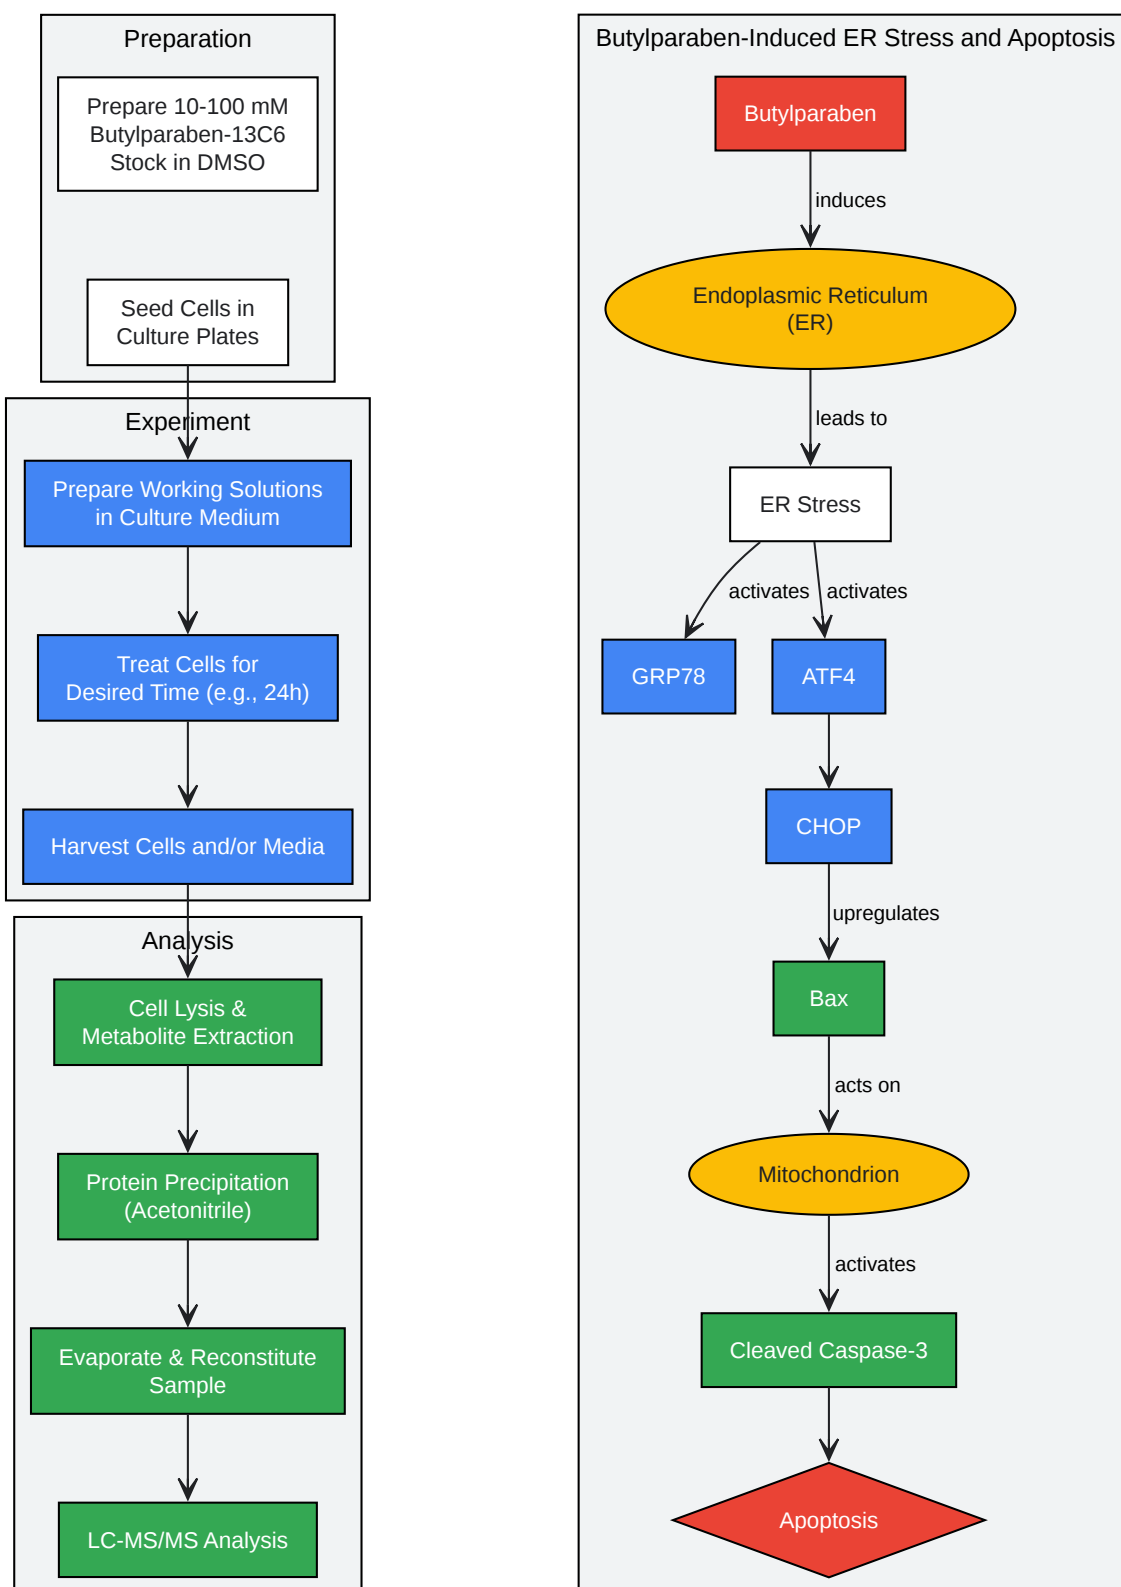 Preparation
Prepare 10-100 mM
Butylparaben-13C6
Stock in DMSO
Seed Cells in
Culture Plates
Experiment
Prepare Working Solutions
in Culture Medium
Treat Cells for
Desired Time (e.g., 24h)
Harvest Cells and/or Media
Analysis
Cell Lysis &
Metabolite Extraction
Protein Precipitation
(Acetonitrile)
Evaporate & Reconstitute
Sample
LC-MS/MS Analysis
Butylparaben-Induced ER Stress and Apoptosis
Butylparaben
induces
Endoplasmic Reticulum
(ER)
leads to
ER Stress
activates
activates
GRP78
ATF4
CHOP
upregulates
Bax
acts on
Mitochondrion
activates
Cleaved Caspase-3
Apoptosis